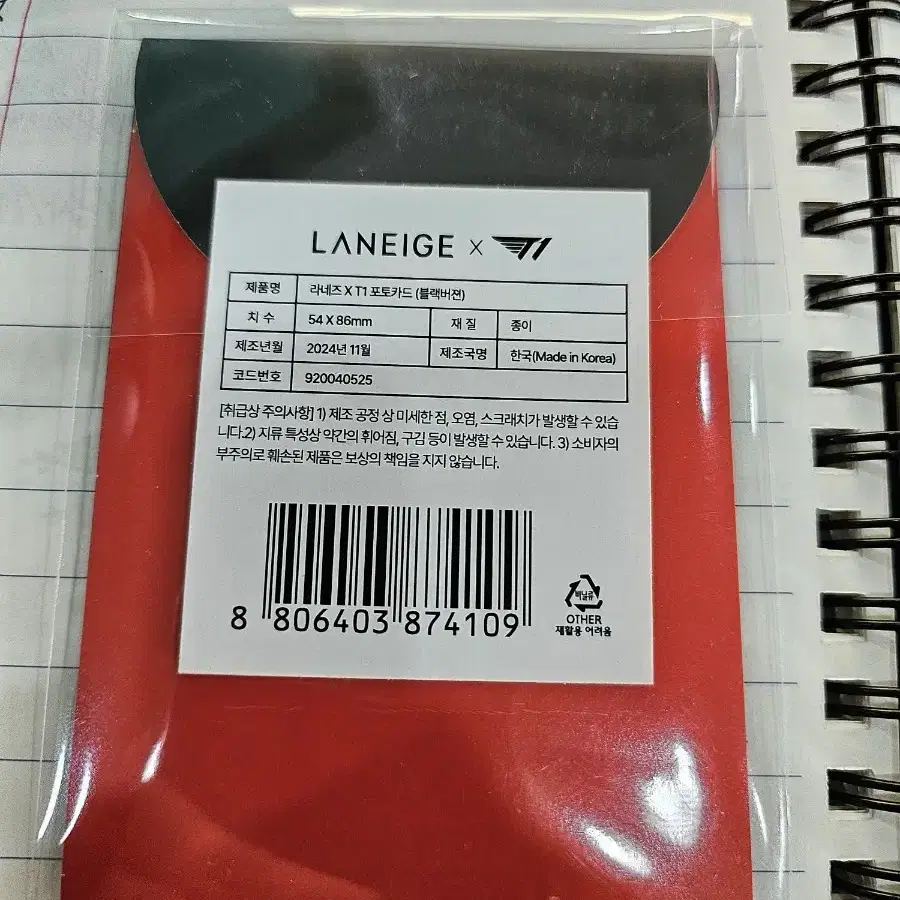 LANEIGE X T1
제품명 라네즈 X T1 포토카드 (블랙버젼)
치 수 54 X 86mm 재 질 종이
제조년월 2024년 11월 제조국명 한국(Made in Korea)
코드번호 920040525
[취급상 주의사항] 1) 제조 공정 상 미세한 점, 오염, 스크래치가 발생할 수 있습
니다.2) 지류 특성상 약간의 휘어짐, 구김 등이 발생할 수 있습니다. 3) 소비자의
부주의로 훼손된 제품은 보상의 책임을 지지 않습니다.
8 806403 874109
비닐류
OTHER
재활용 어려움